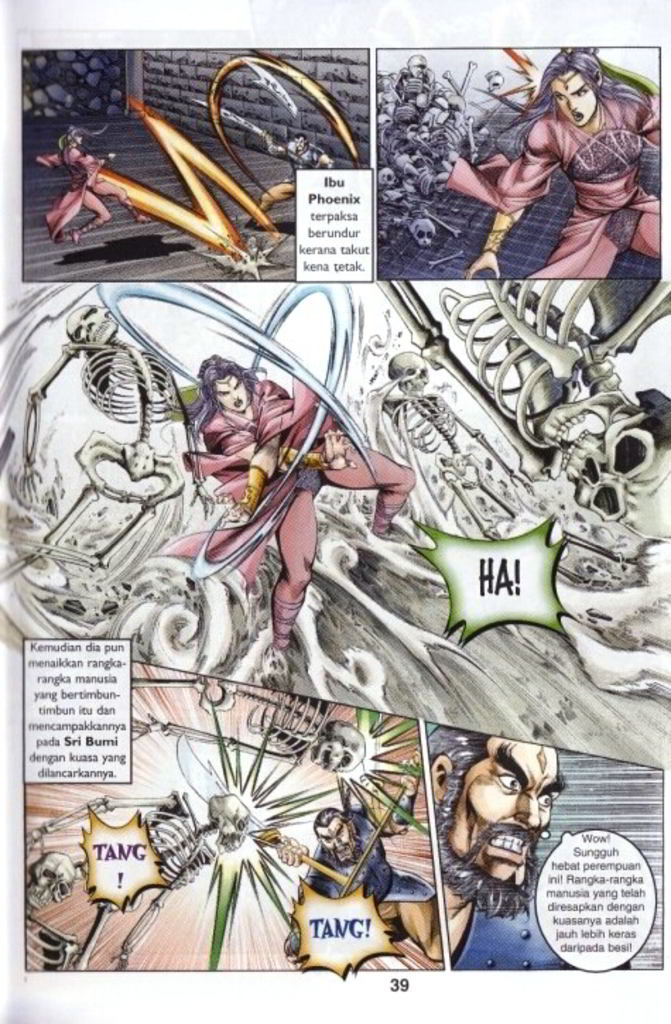 Ibu
Phoenix
terpaksa
berundur
kerana takut
kena tetak.
HA!
Kemudian dia pun
menaikkan rangka-
rangka manusia
yang bertimbun-
timbun itu dan
mencampakkannya
pada Sri Bumi
dengan kuasa yang
dilancarkannya.
TANG
!
TANG!
Wow!
Sungguh
hebat perempuan
ini! Rangka-rangka
manusia yang telah
diresapkan dengan
kuasanya adalah
jauh lebih keras
daripada besi!
39